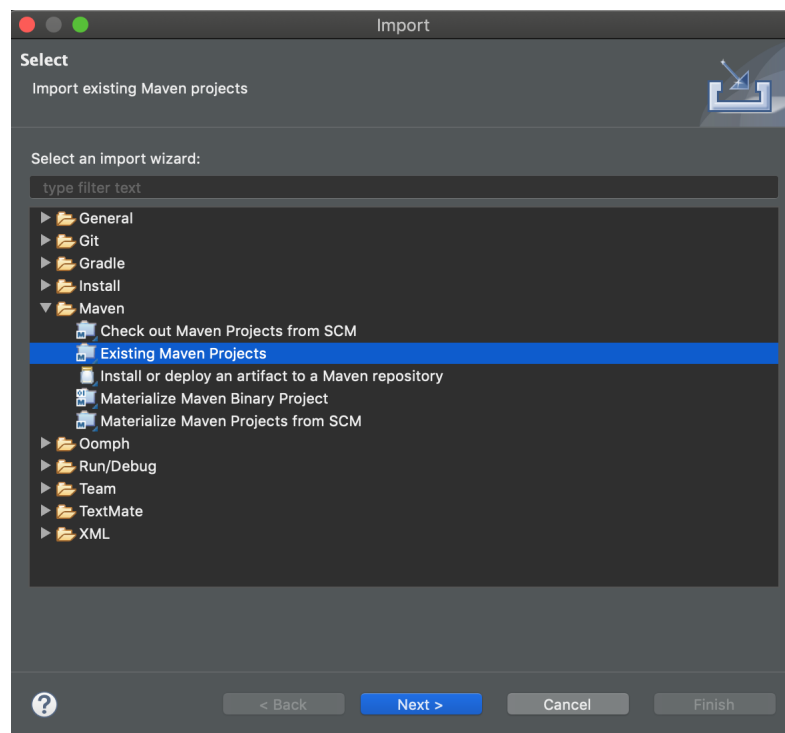 Import
Select
Import existing Maven projects
Select an import wizard:
type filter text
General
Git
Gradle
Install
Maven
Check out Maven Projects from SCM
Existing Maven Projects
Install or deploy an artifact to a Maven repository
Materialize Maven Binary Project
Materialize Maven Projects from SCM
Oomph
Run/Debug
Team
TextMate
XML
? < Back Next > Cancel Finish